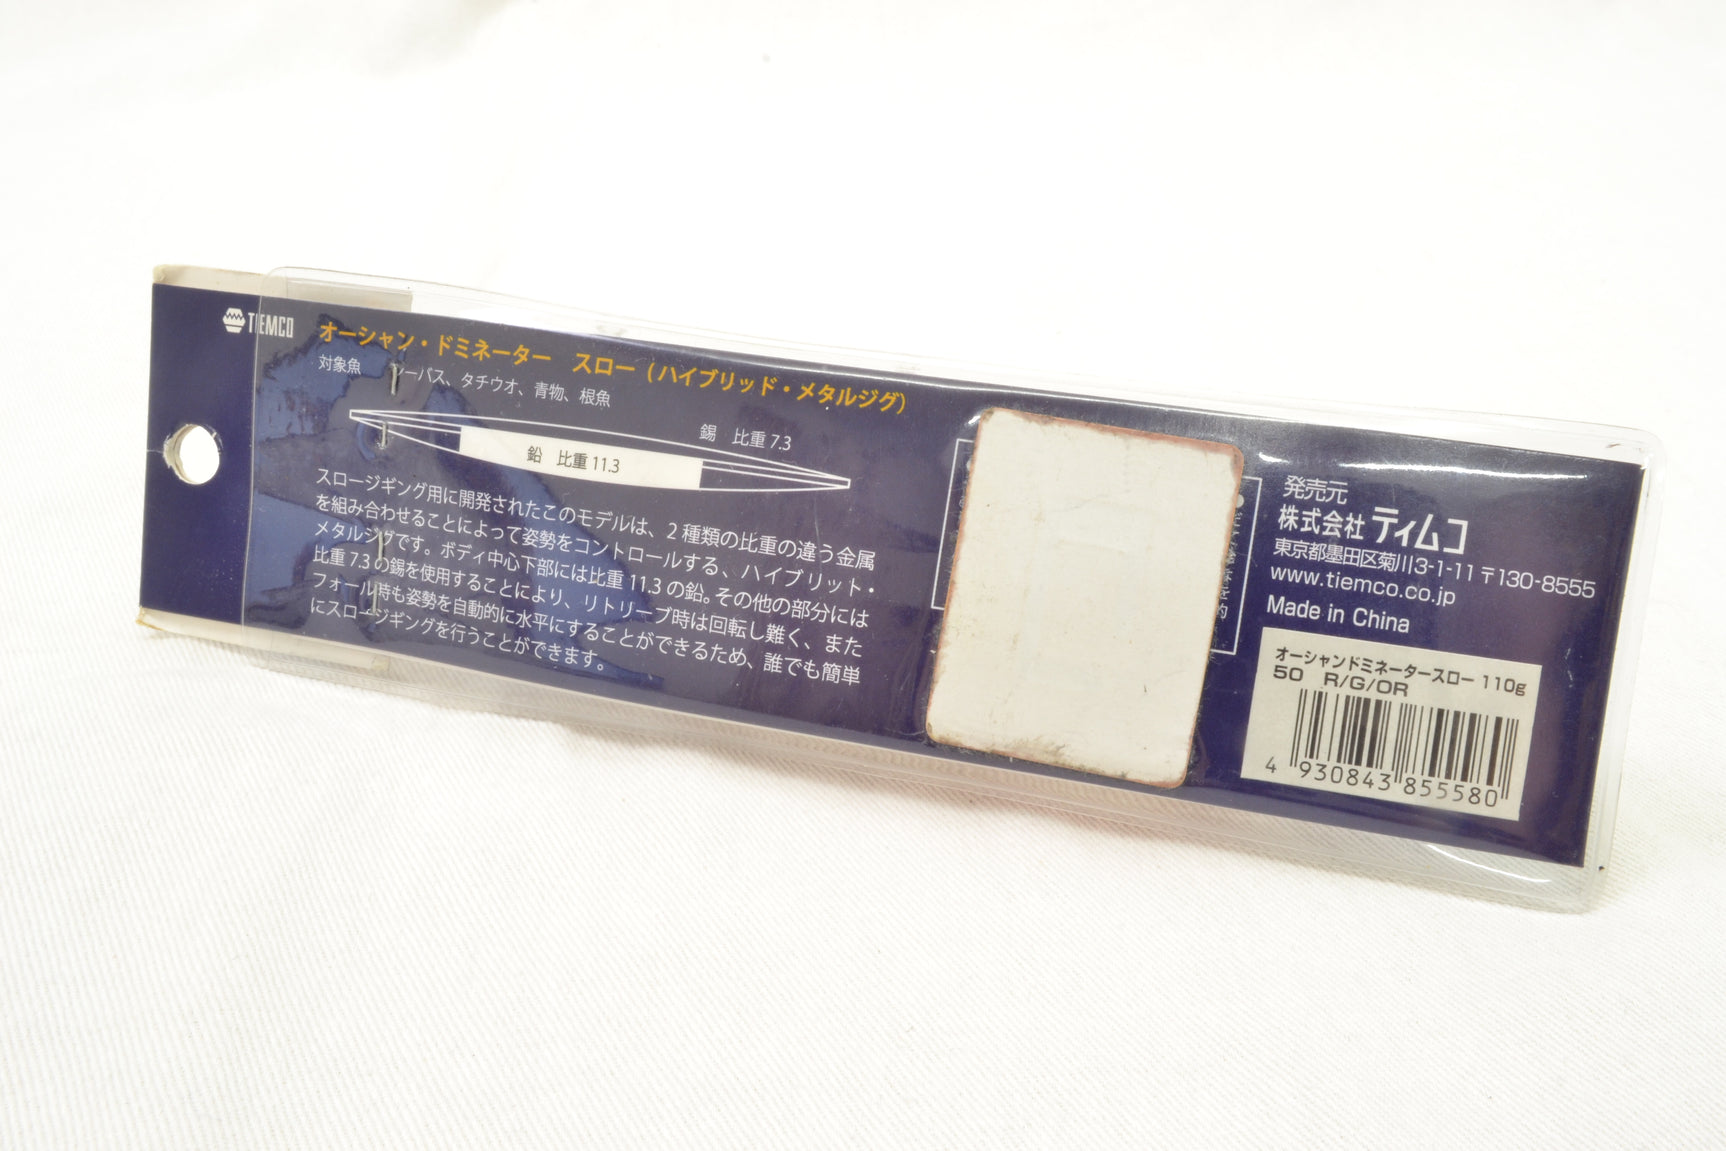 TIEMCO
オーシャン・ドミネーター　スロー（ハイブリッド・メタルジグ）
対象魚　シーバス、タチウオ、青物、根魚
錫　比重 7.3
鉛　比重 11.3
スロージギング用に開発されたこのモデルは、2 種類の比重の違う金属
を組み合わせることによって姿勢をコントロールする、ハイブリット・
メタルジグです。ボディ中心下部には比重 11.3 の鉛。その他の部分には
比重 7.3 の錫を使用することにより、リトリーブ時は回転し難く、また
フォール時も姿勢を自動的に水平にすることができるため、誰でも簡単
にスロージギングを行うことができます。
発売元
株式会社 ティムコ
東京都墨田区菊川3-1-11 〒130-8555
www.tiemco.co.jp
Made in China
オーシャンドミネータースロー 110g
50　R/G/OR
4 930843 855580